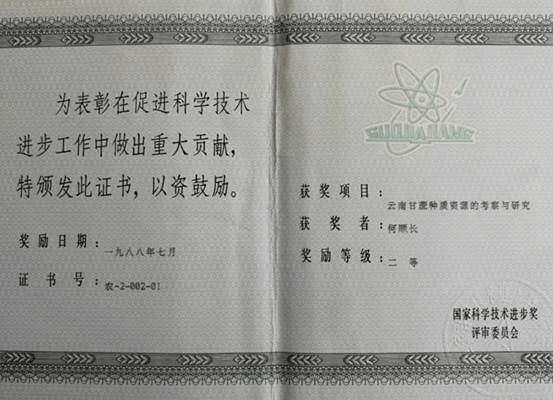 为表彰在促进科学技术
进步工作中做出重大贡献,
特颁发此证书,以资鼓励。
奖励日期:
一九八八年七月
证书号:
农-2-002-01
获奖项目:
云南甘蔗种质资源的考察与研究
获奖者:
何顺长
奖励等级:
二 等
国家科学技术进步奖
评审委员会